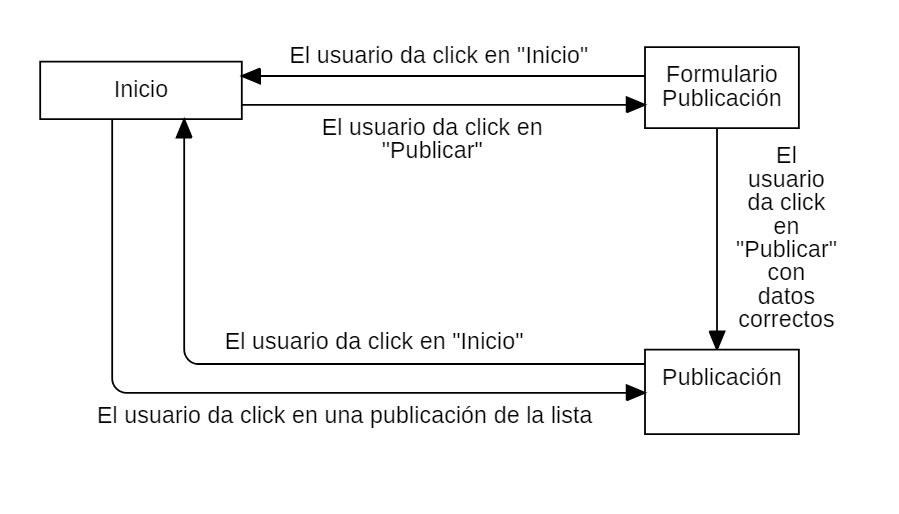 El usuario da click en "Inicio"
Inicio
Formulario
Publicación
El usuario da click en
"Publicar"
El
usuario
da click
en
"Publicar"
con
datos
correctos
El usuario da click en "Inicio"
Publicación
El usuario da click en una publicación de la lista